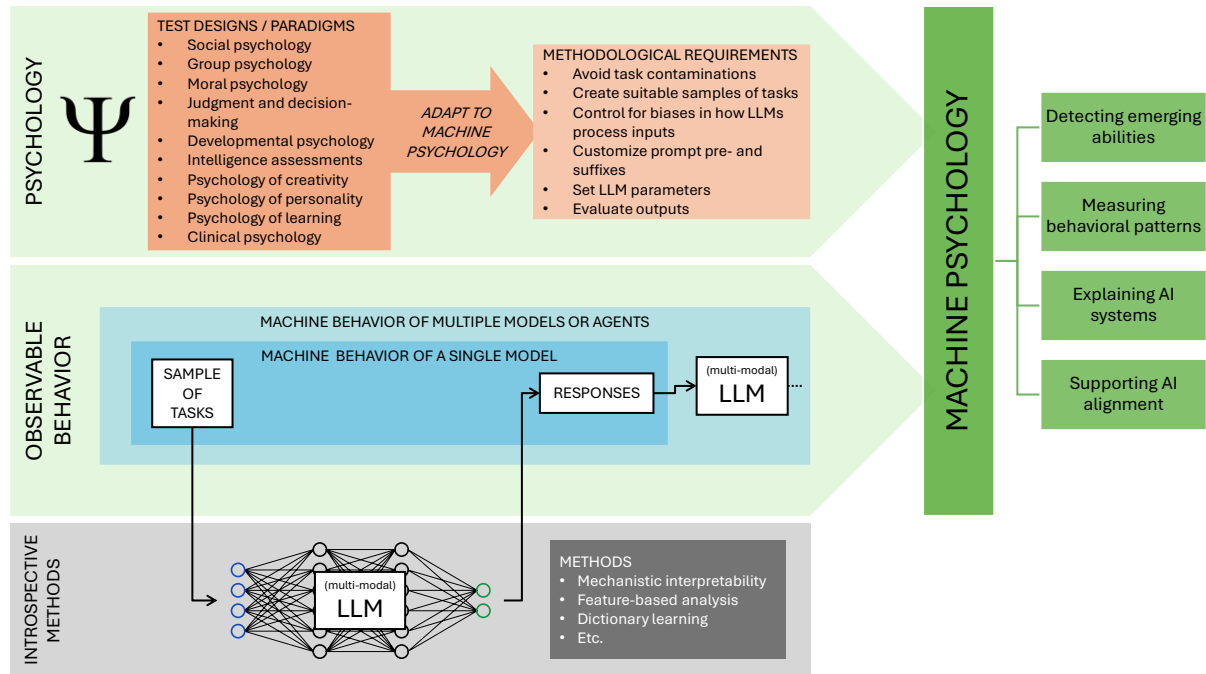 PSYCHOLOGY
Ψ
TEST DESIGNS / PARADIGMS
• Social psychology
• Group psychology
• Moral psychology
• Judgment and decision-
making
• Developmental psychology
• Intelligence assessments
• Psychology of creativity
• Psychology of personality
• Psychology of learning
• Clinical psychology
ADAPT TO
MACHINE
PSYCHOLOGY
METHODOLOGICAL REQUIREMENTS
• Avoid task contaminations
• Create suitable samples of tasks
• Control for biases in how LLMs
process inputs
• Customize prompt pre- and
suffixes
• Set LLM parameters
• Evaluate outputs
OBSERVABLE
BEHAVIOR
MACHINE BEHAVIOR OF MULTIPLE MODELS OR AGENTS
MACHINE BEHAVIOR OF A SINGLE MODEL
SAMPLE
OF
TASKS
RESPONSES
(multi-modal)
LLM
....
INTROSPECTIVE
METHODS
(multi-modal)
LLM
METHODS
• Mechanistic interpretability
• Feature-based analysis
• Dictionary learning
• Etc.
MACHINE PSYCHOLOGY
Detecting emerging
abilities
Measuring
behavioral patterns
Explaining AI
systems
Supporting AI
alignment